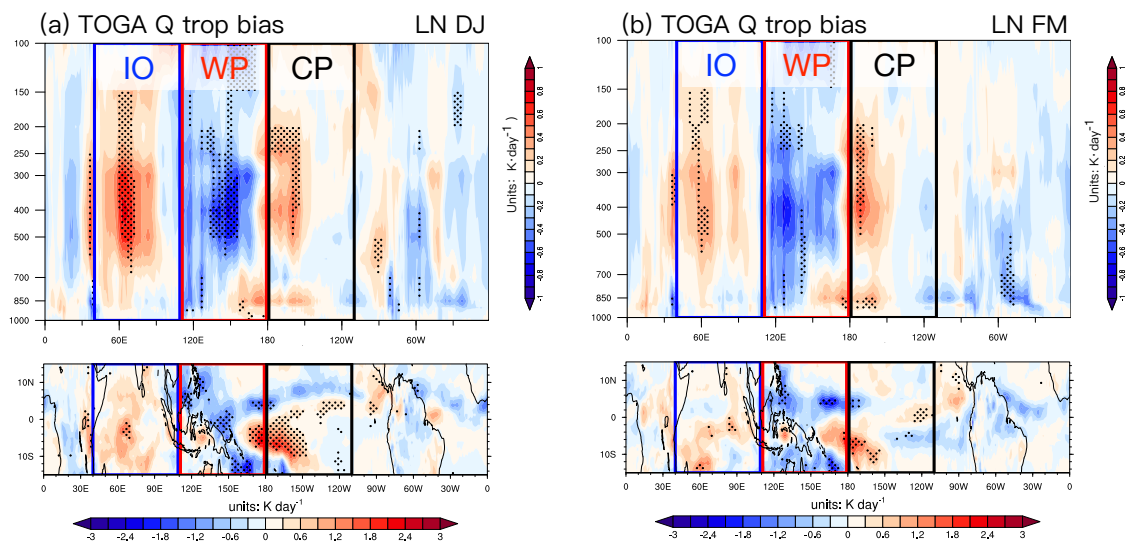 (a) TOGA Q trop bias LN DJ
100
150
200
300
400
500
700
850
1000
IO WP CP
0 60E 120E 180 120W 60W
1
0.8
0.6
0.4
0.2
0
-0.2
-0.4
-0.6
-0.8
-1
Units: K·day⁻¹ )
10N
0
10S
0 30E 60E 90E 120E 150E 180 150W 120W 90W 60W 30W 0
units: K day⁻¹
-3 -2.4 -1.8 -1.2 -0.6 0 0.6 1.2 1.8 2.4 3
(b) TOGA Q trop bias LN FM
100
150
200
300
400
500
700
850
1000
IO WP CP
0 60E 120E 180 120W 60W
1
0.8
0.6
0.4
0.2
0
-0.2
-0.4
-0.6
-0.8
-1
Units: K·day⁻¹
10N
0
10S
0 30E 60E 90E 120E 150E 180 150W 120W 90W 60W 30W 0
units: K day⁻¹
-3 -2.4 -1.8 -1.2 -0.6 0 0.6 1.2 1.8 2.4 3